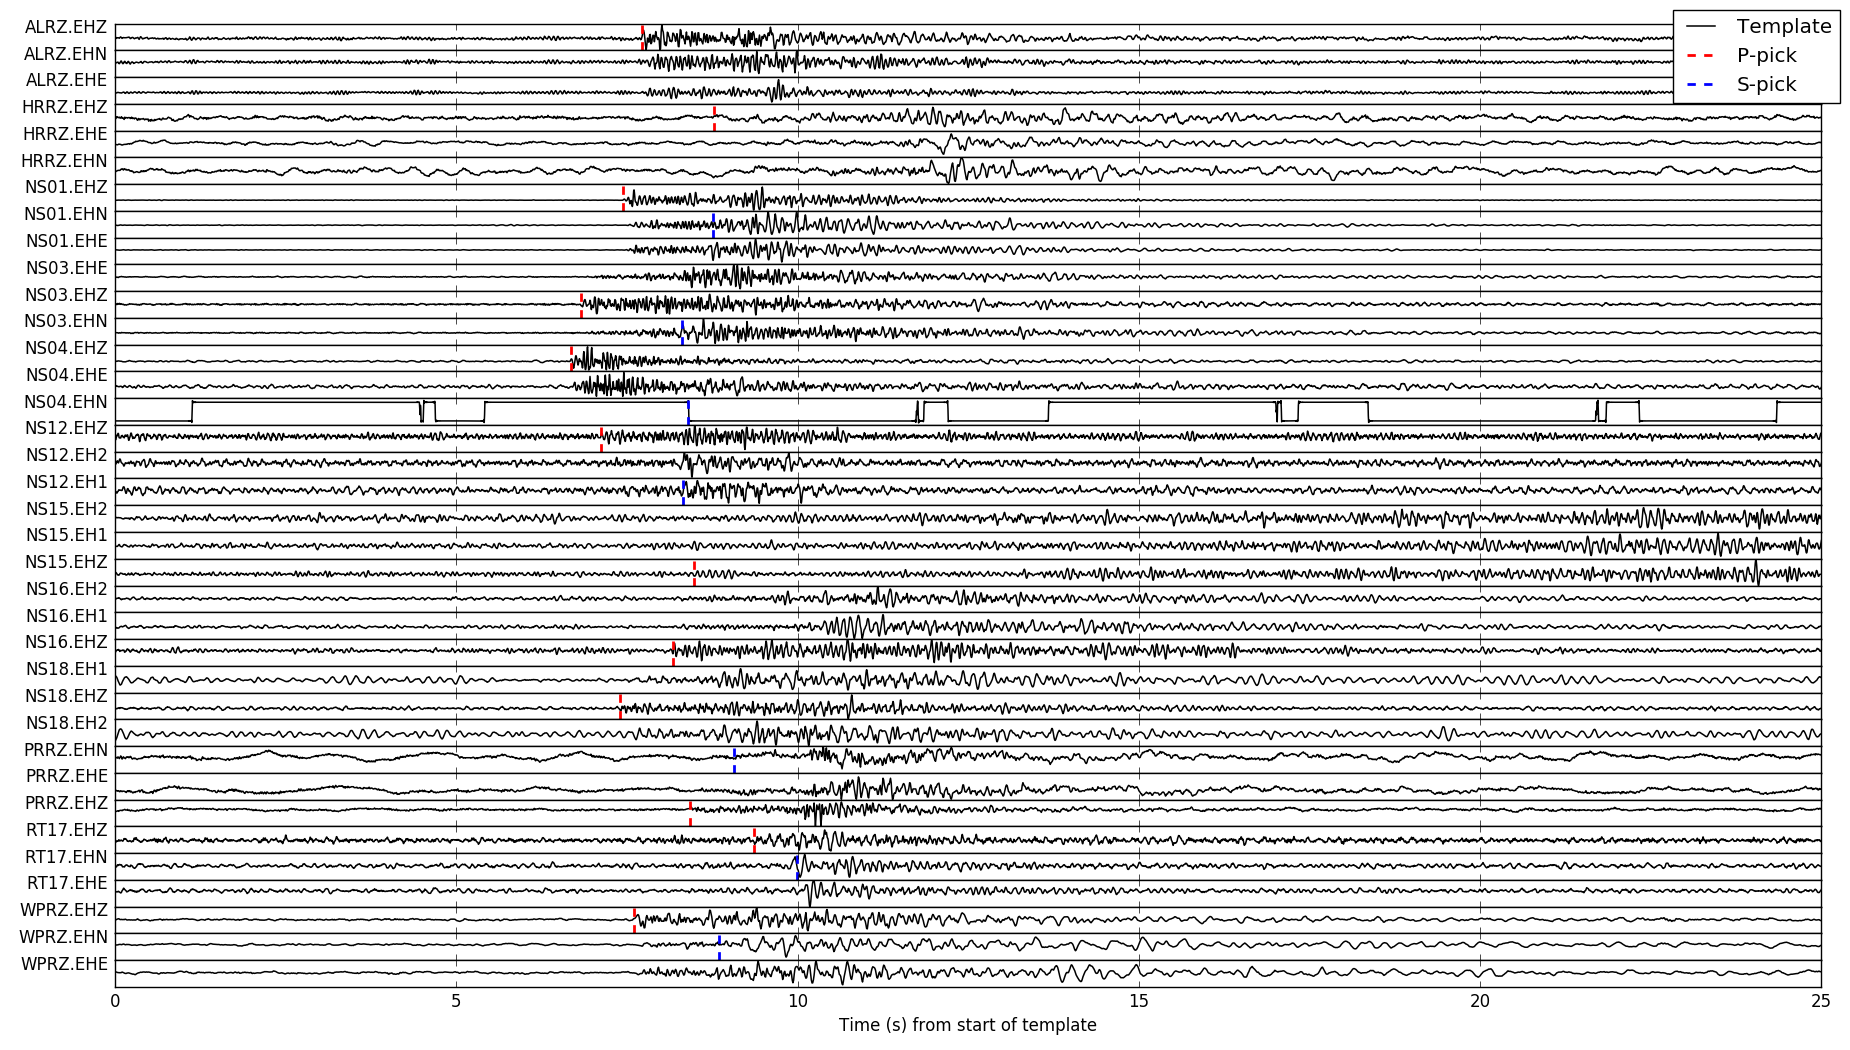 ALRZ.EHZ
ALRZ.EHN
ALRZ.EHE
HRRZ.EHZ
HRRZ.EHE
HRRZ.EHN
NS01.EHZ
NS01.EHN
NS01.EHE
NS03.EHE
NS03.EHZ
NS03.EHN
NS04.EHZ
NS04.EHE
NS04.EHN
NS12.EHZ
NS12.EH2
NS12.EH1
NS15.EH2
NS15.EH1
NS15.EHZ
NS16.EH2
NS16.EH1
NS16.EHZ
NS18.EH1
NS18.EHZ
NS18.EH2
PRRZ.EHN
PRRZ.EHE
PRRZ.EHZ
RT17.EHZ
RT17.EHN
RT17.EHE
WPRZ.EHZ
WPRZ.EHN
WPRZ.EHE
Template
P-pick
S-pick
0 5 10 15 20 25
Time (s) from start of template